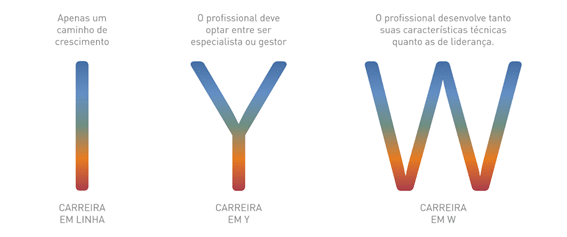 Apenas um
caminho de
crescimento
O profissional deve
optar entre ser
especialista ou gestor
O profissional desenvolve tanto
suas características técnicas
quanto as de liderança.
I
Y
W
CARREIRA
EM LINHA
CARREIRA
EM Y
CARREIRA
EM W